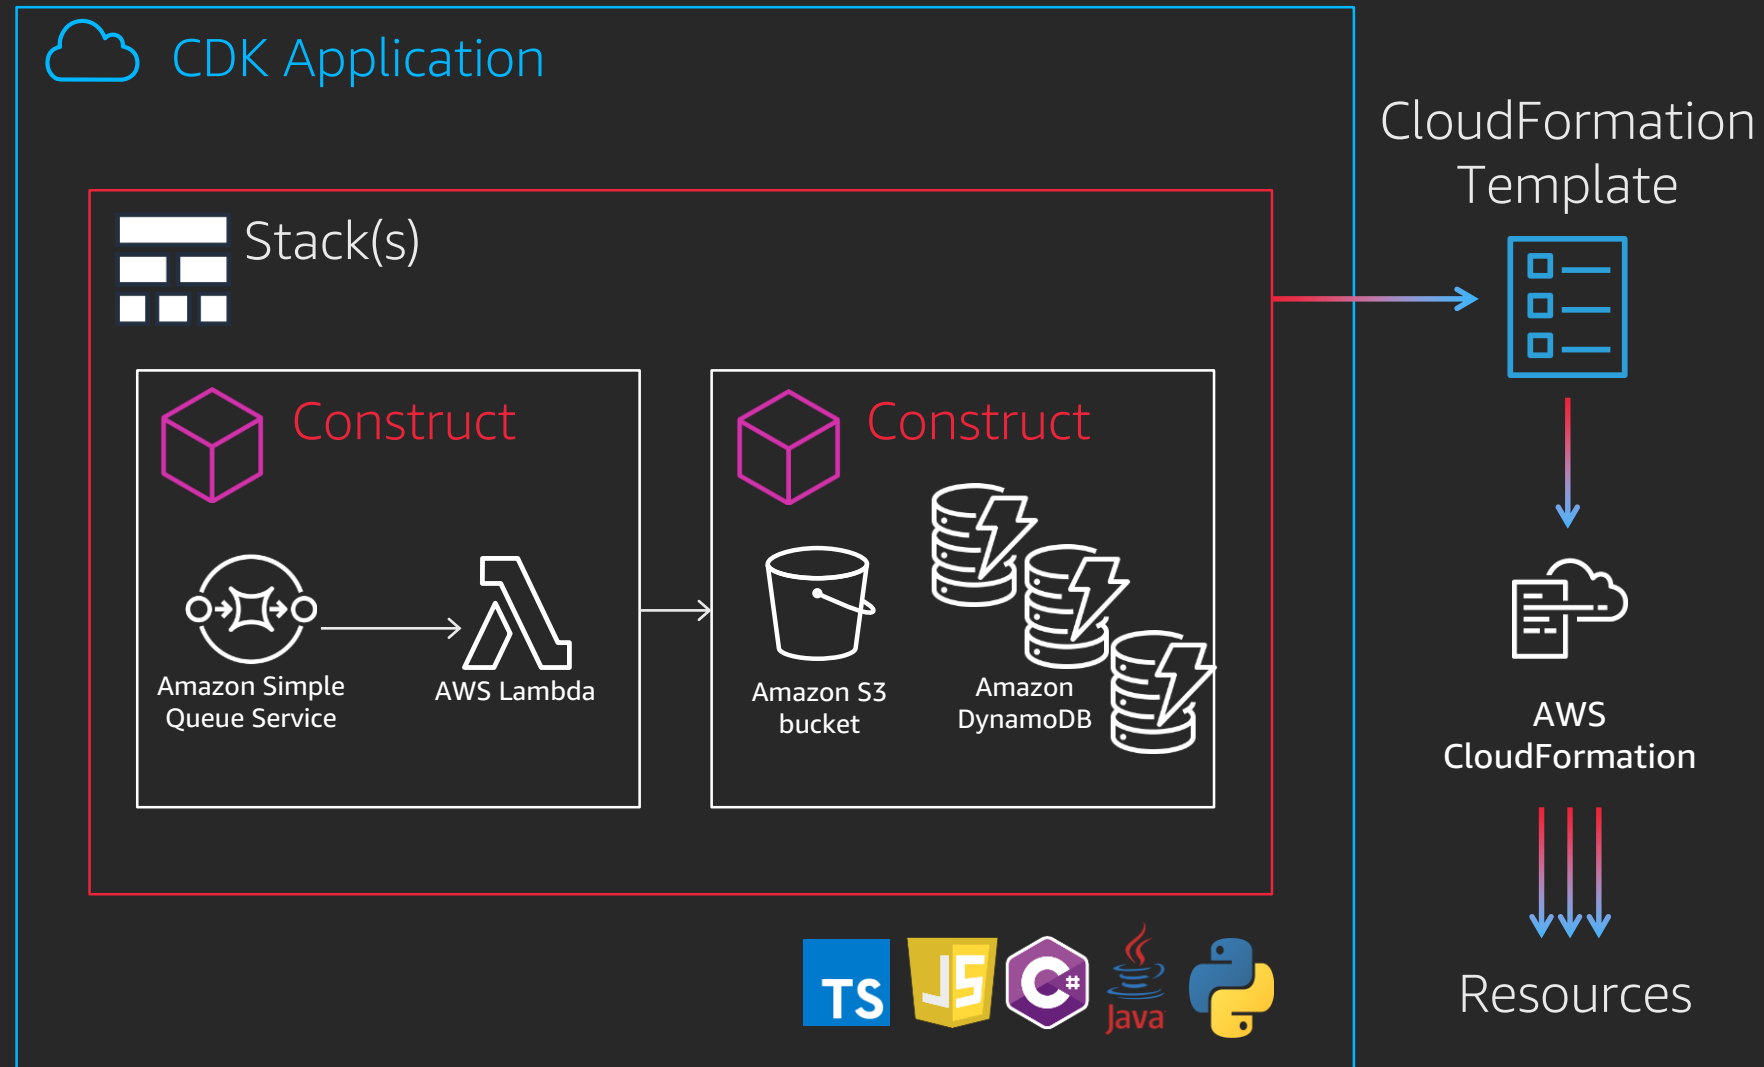 CDK Application
CloudFormation
Template
Stack(s)
Construct
Construct
Amazon Simple
Queue Service
AWS Lambda
Amazon S3
bucket
Amazon
DynamoDB
AWS
CloudFormation
TS
JS
C#
Java
Resources